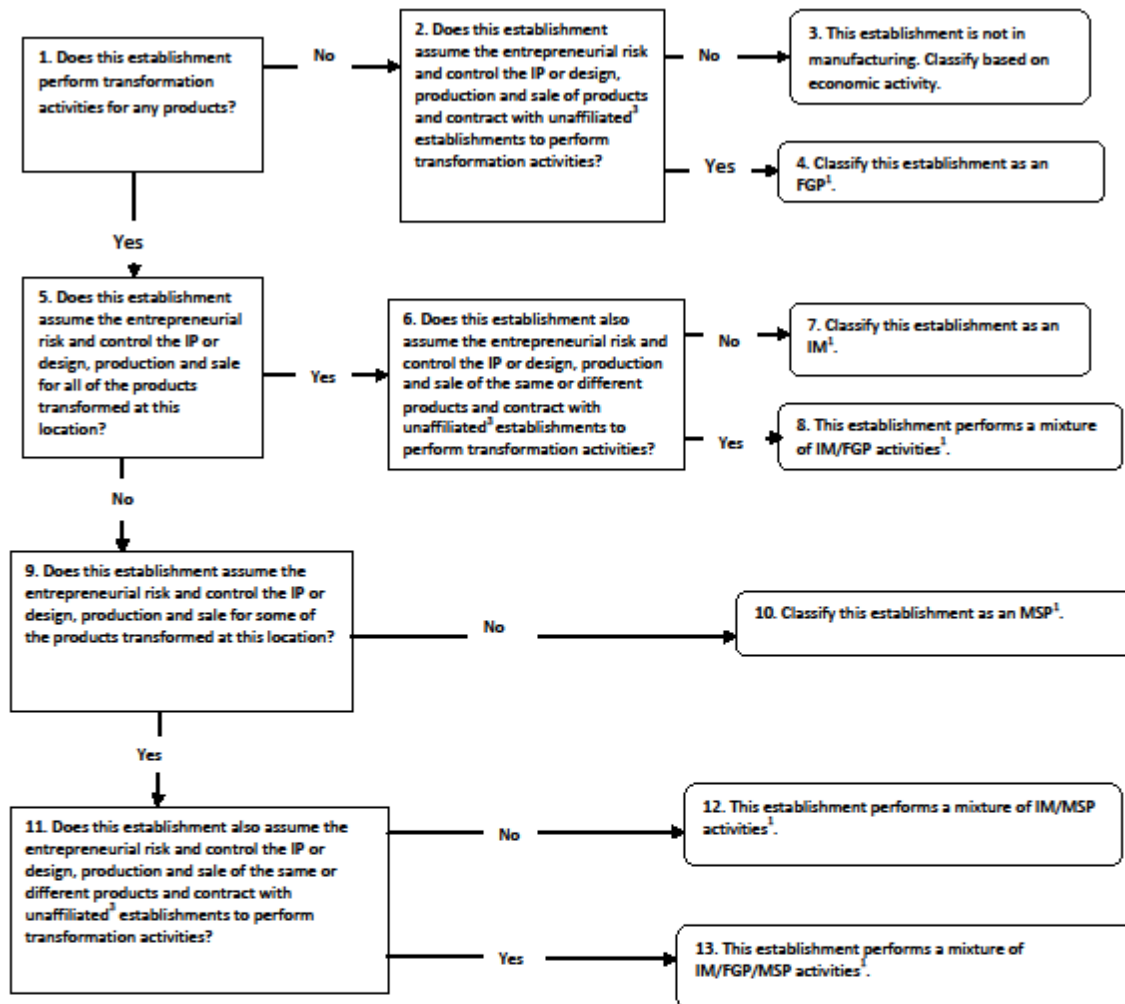 1. Does this establishment
perform transformation
activities for any products?
No
2. Does this establishment
assume the entrepreneurial risk
and control the IP or design,
production and sale of products
and contract with unaffiliated³
establishments to perform
transformation activities?
No
3. This establishment is not in
manufacturing. Classify based on
economic activity.
Yes
4. Classify this establishment as an
FGP¹.
Yes
5. Does this establishment
assume the entrepreneurial
risk and control the IP or
design, production and sale
for all of the products
transformed at this
location?
Yes
6. Does this establishment also
assume the entrepreneurial risk and
control the IP or design, production
and sale of the same or different
products and contract with
unaffiliated³ establishments to
perform transformation activities?
No
7. Classify this establishment as an
IM¹.
Yes
8. This establishment performs a mixture
of IM/FGP activities¹.
No
9. Does this establishment assume the
entrepreneurial risk and control the IP or
design, production and sale for some of
the products transformed at this location?
No
10. Classify this establishment as an MSP¹.
Yes
11. Does this establishment also assume the
entrepreneurial risk and control the IP or
design, production and sale of the same or
different products and contract with
unaffiliated³ establishments to perform
transformation activities?
No
12. This establishment performs a mixture of IM/MSP
activities¹.
Yes
13. This establishment performs a mixture of
IM/FGP/MSP activities¹.